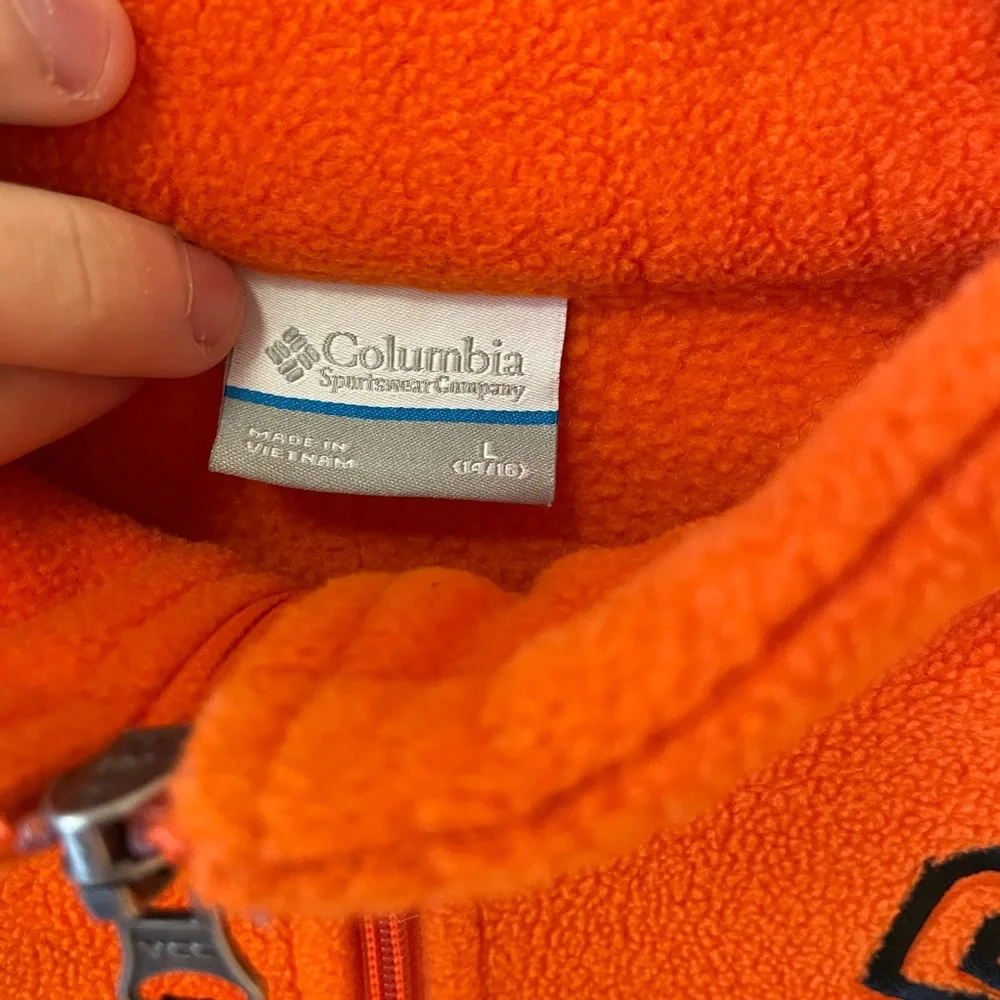 Columbia
Sportswear Company
MADE IN
VIETNAM
L
(14/16)